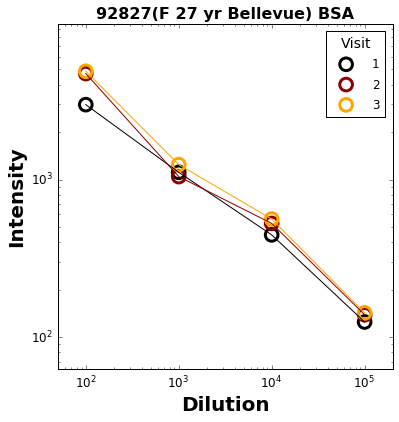 92827(F 27 yr Bellevue) BSA
Visit
1
2
3
Intensity
10³
10²
10² 10³ 10⁴ 10⁵
Dilution